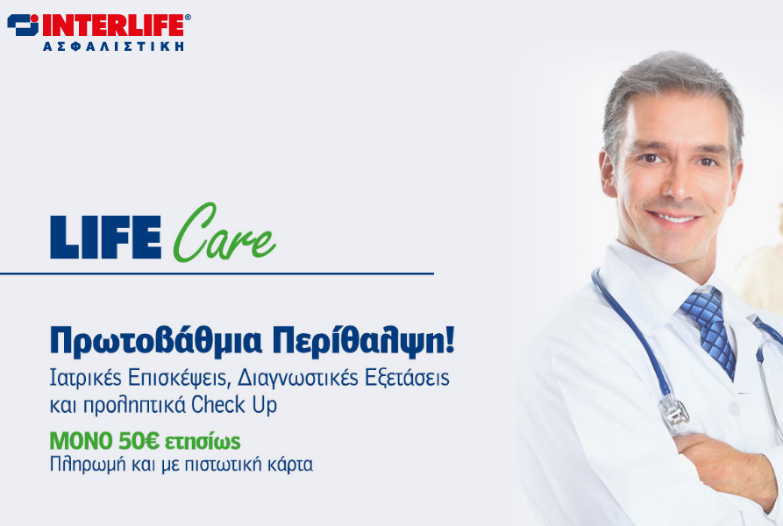 INTERLIFE®
ΑΣΦΑΛΙΣΤΙΚΗ
LIFE Care
Πρωτοβάθμια Περίθαλψη!
Ιατρικές Επισκέψεις, Διαγνωστικές Εξετάσεις
και προληπτικά Check Up
ΜΟΝΟ 50€ ετησίως
Πληρωμή και με πιστωτική κάρτα